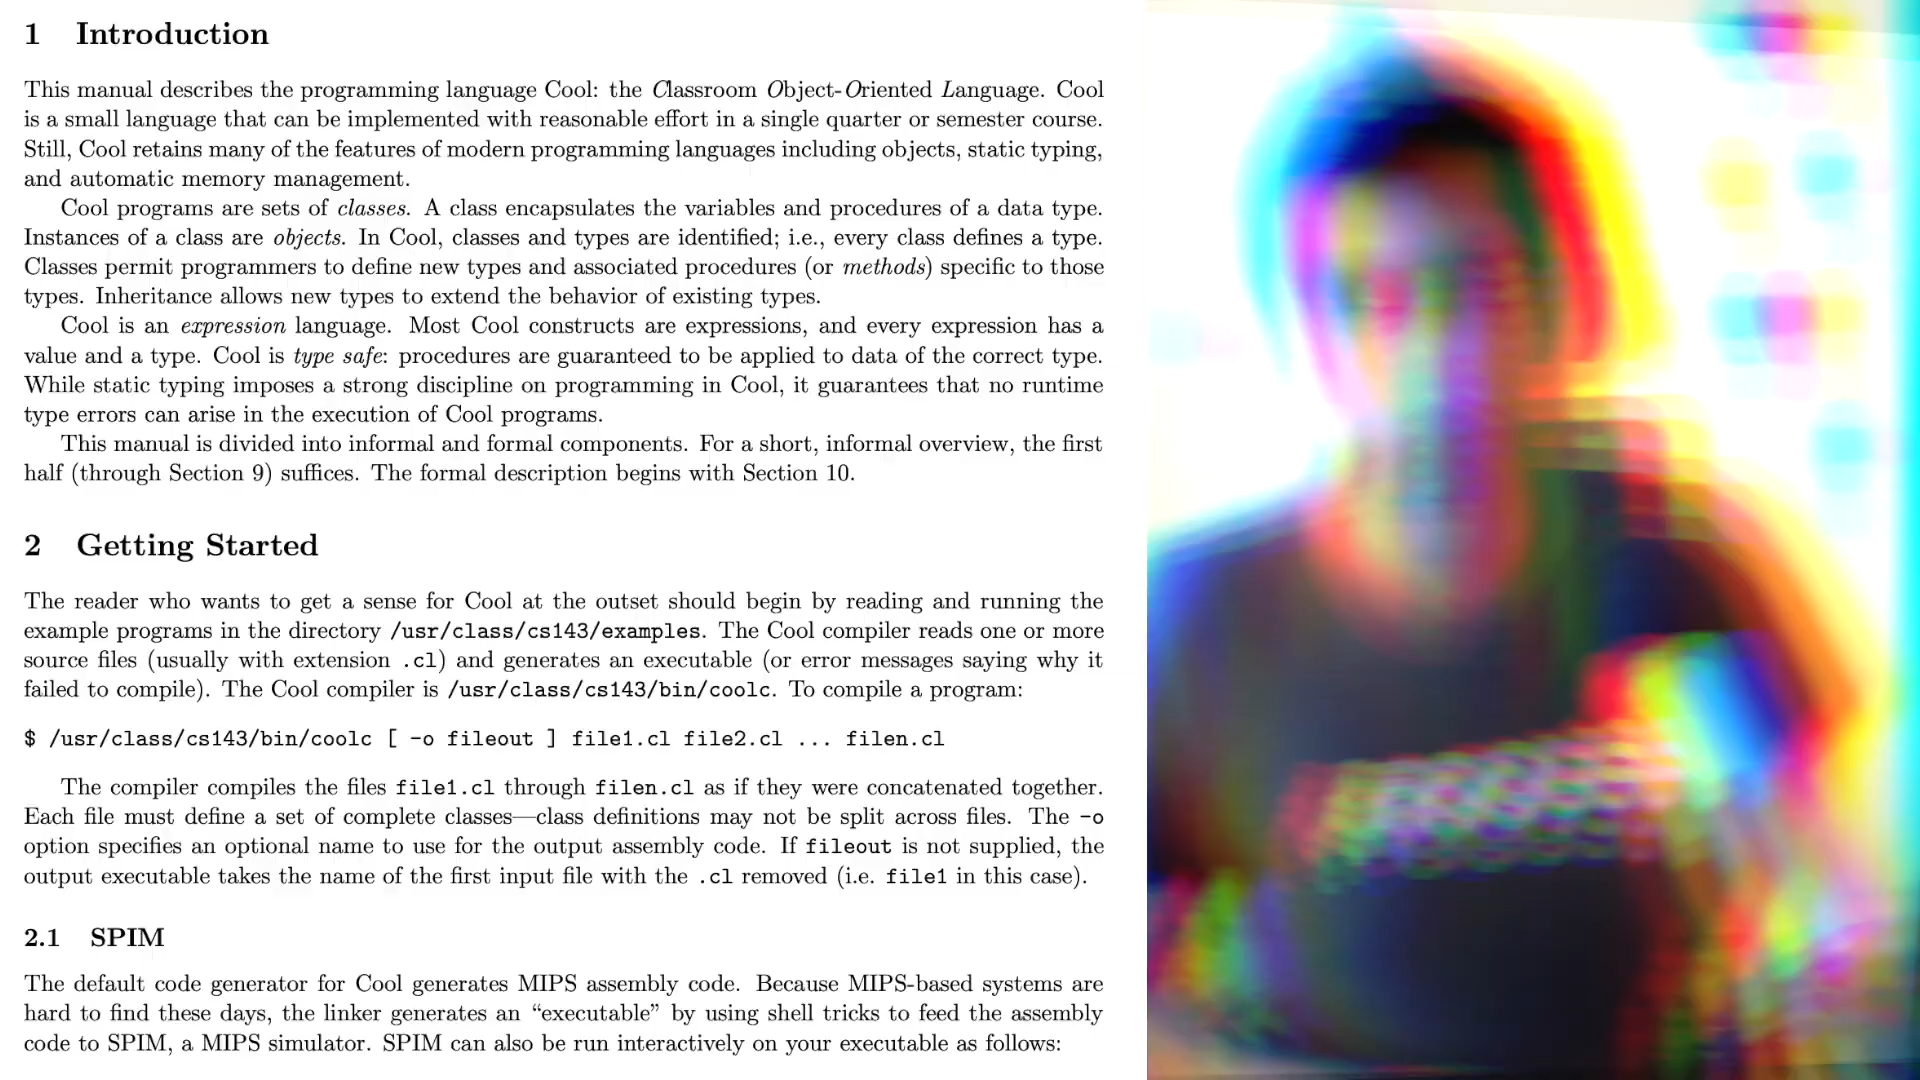 1 Introduction
This manual describes the programming language Cool: the Classroom Object-Oriented Language. Cool
is a small language that can be implemented with reasonable effort in a single quarter or semester course.
Still, Cool retains many of the features of modern programming languages including objects, static typing,
and automatic memory management.
Cool programs are sets of classes. A class encapsulates the variables and procedures of a data type.
Instances of a class are objects. In Cool, classes and types are identified; i.e., every class defines a type.
Classes permit programmers to define new types and associated procedures (or methods) specific to those
types. Inheritance allows new types to extend the behavior of existing types.
Cool is an expression language. Most Cool constructs are expressions, and every expression has a
value and a type. Cool is type safe: procedures are guaranteed to be applied to data of the correct type.
While static typing imposes a strong discipline on programming in Cool, it guarantees that no runtime
type errors can arise in the execution of Cool programs.
This manual is divided into informal and formal components. For a short, informal overview, the first
half (through Section 9) suffices. The formal description begins with Section 10.
2 Getting Started
The reader who wants to get a sense for Cool at the outset should begin by reading and running the
example programs in the directory /usr/class/cs143/examples. The Cool compiler reads one or more
source files (usually with extension .cl) and generates an executable (or error messages saying why it
failed to compile). The Cool compiler is /usr/class/cs143/bin/coolc. To compile a program:
$ /usr/class/cs143/bin/coolc [ -o fileout ] file1.cl file2.cl ... filen.cl
The compiler compiles the files file1.cl through filen.cl as if they were concatenated together.
Each file must define a set of complete classes—class definitions may not be split across files. The -o
option specifies an optional name to use for the output assembly code. If fileout is not supplied, the
output executable takes the name of the first input file with the .cl removed (i.e. file1 in this case).
2.1 SPIM
The default code generator for Cool generates MIPS assembly code. Because MIPS-based systems are
hard to find these days, the linker generates an “executable” by using shell tricks to feed the assembly
code to SPIM, a MIPS simulator. SPIM can also be run interactively on your executable as follows: